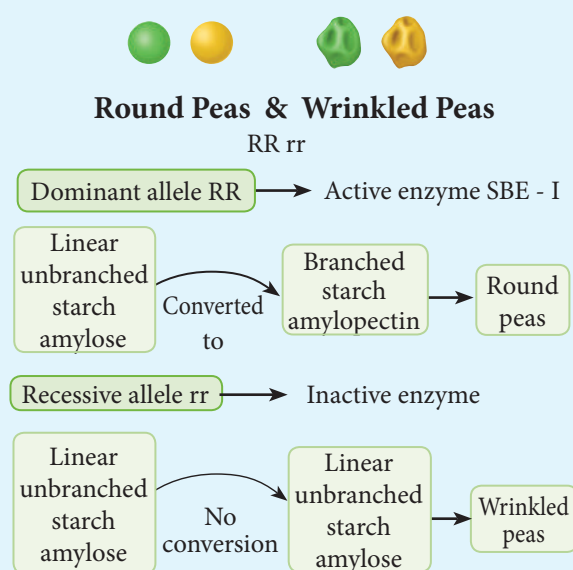 Round Peas & Wrinkled Peas
RR rr
Dominant allele RR
Active enzyme SBE - I
Linear
unbranched
starch
amylose
Converted
to
Branched
starch
amylopectin
Round
peas
Recessive allele rr
Inactive enzyme
Linear
unbranched
starch
amylose
No
conversion
Linear
unbranched
starch
amylose
Wrinkled
peas